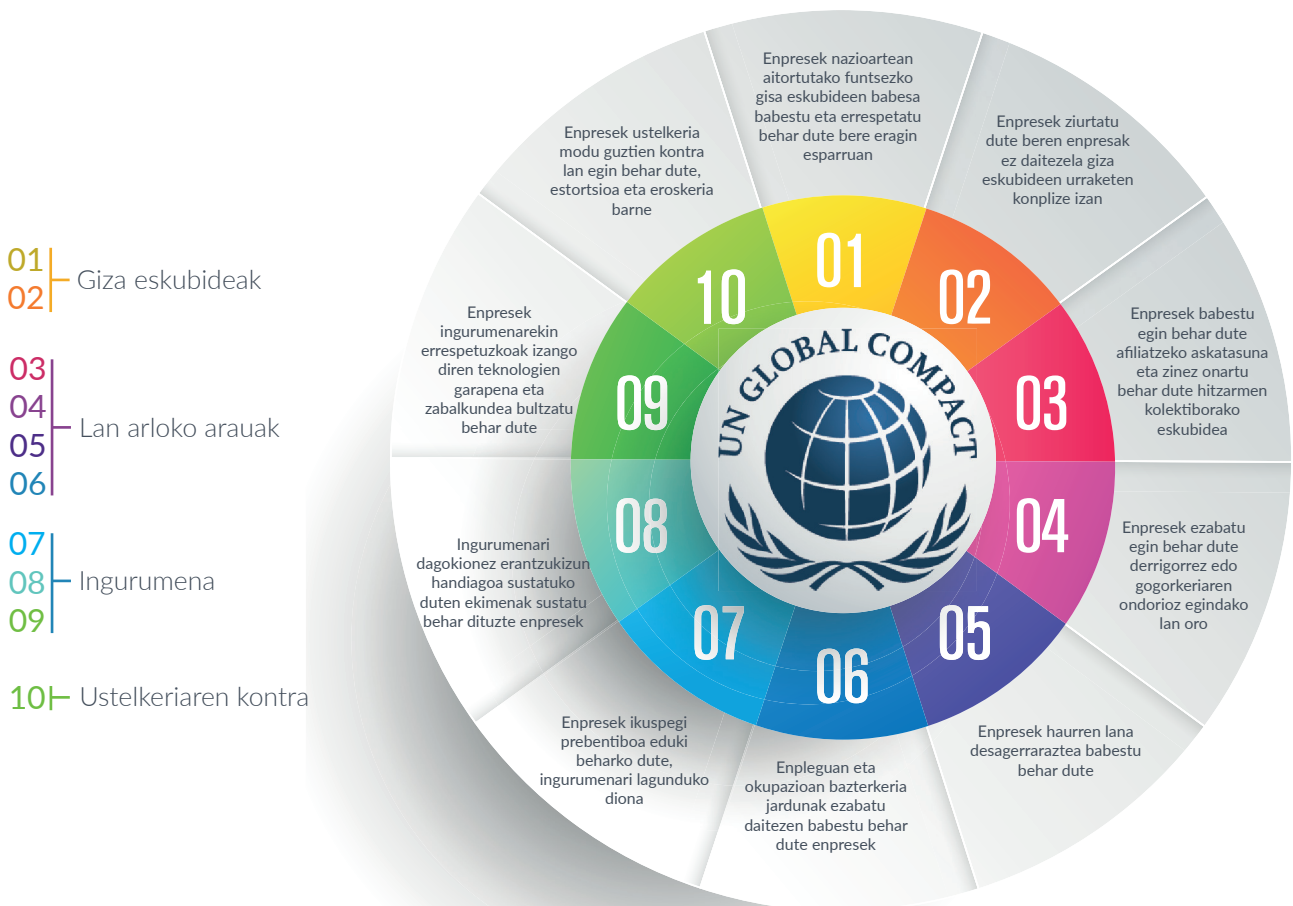 01
02
Giza eskubideak
03
04
05
06
Lan arloko arauak
07
08
09
Ingurumena
10
Ustelkeriaren kontra
UN GLOBAL COMPACT
01
Enpresek nazioartean
aitortutako funtsezko
gisa eskubideen babesa
babestu eta errespetatu
behar dute bere eragin
esparruan
02
Enpresek ziurtatu
dute beren enpresak
ez daitezela giza
eskubideen urraketen
konplize izan
03
Enpresek babestu
egin behar dute
afiliatzeko askatasuna
eta zinez onartu
behar dute hitzarmen
kolektiborako
eskubidea
04
Enpresek ezabatu
egin behar dute
derrigorrez edo
gogorkeriaren
ondorioz egindako
lan oro
05
Enpresek haurren lana
desagerraraztea babestu
behar dute
06
Enpleguan eta
okupazioan bazterkeria
jardunak ezabatu
daitezen babestu behar
dute enpresek
07
Enpresek ikuspegi
prebentiboa eduki
beharko dute,
ingurumenari lagunduko
diona
08
Ingurumenari
dagokionez erantzukizun
handiagoa sustatuko
duten ekimenak sustatu
behar dituzte enpresek
09
Enpresek
ingurumenarekin
errespetuzkoak izango
diren teknologien
garapena eta
zabalkundea bultzatu
behar dute
10
Enpresek ustelkeria
modu guztien kontra
lan egin behar dute,
estortsioa eta eroskeria
barne